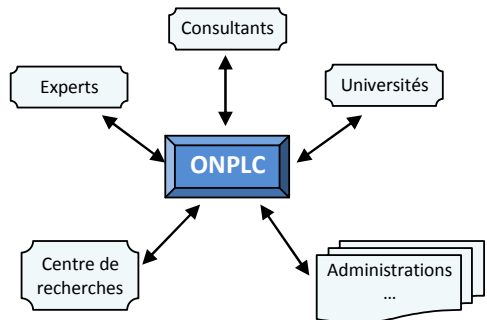 Consultants
Experts
Universités
ONPLC
Centre de
recherches
Administrations
...